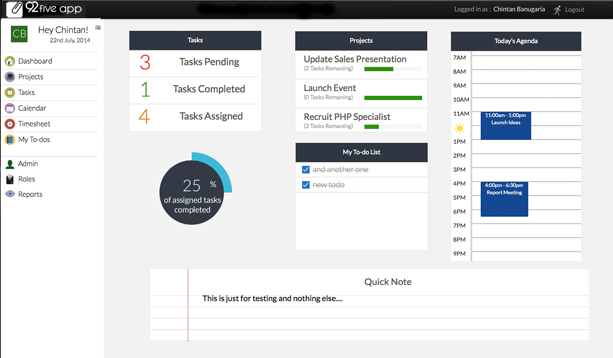 92five app
Logged in as : Chintan Banugaria
Logout
CB
Hey Chintan!
22nd July, 2014
Dashboard
Projects
Tasks
Calendar
Timesheet
My To-dos
Admin
Roles
Reports
Tasks
3 Tasks Pending
1 Tasks Completed
4 Tasks Assigned
25 %
of assigned tasks
completed
Projects
Update Sales Presentation
(2 Tasks Remaning)
Launch Event
(0 Tasks Remaning)
Recruit PHP Specialist
(3 Tasks Remaning)
My To-do List
and another one
new todo
Today's Agenda
7AM
8AM
9AM
10AM
11AM
11:00am - 1:00pm
Launch Ideas
1PM
2PM
3PM
4PM
4:00pm - 6:30pm
Report Meeting
5PM
6PM
7PM
8PM
9PM
Quick Note
This is just for testing and nothing else....